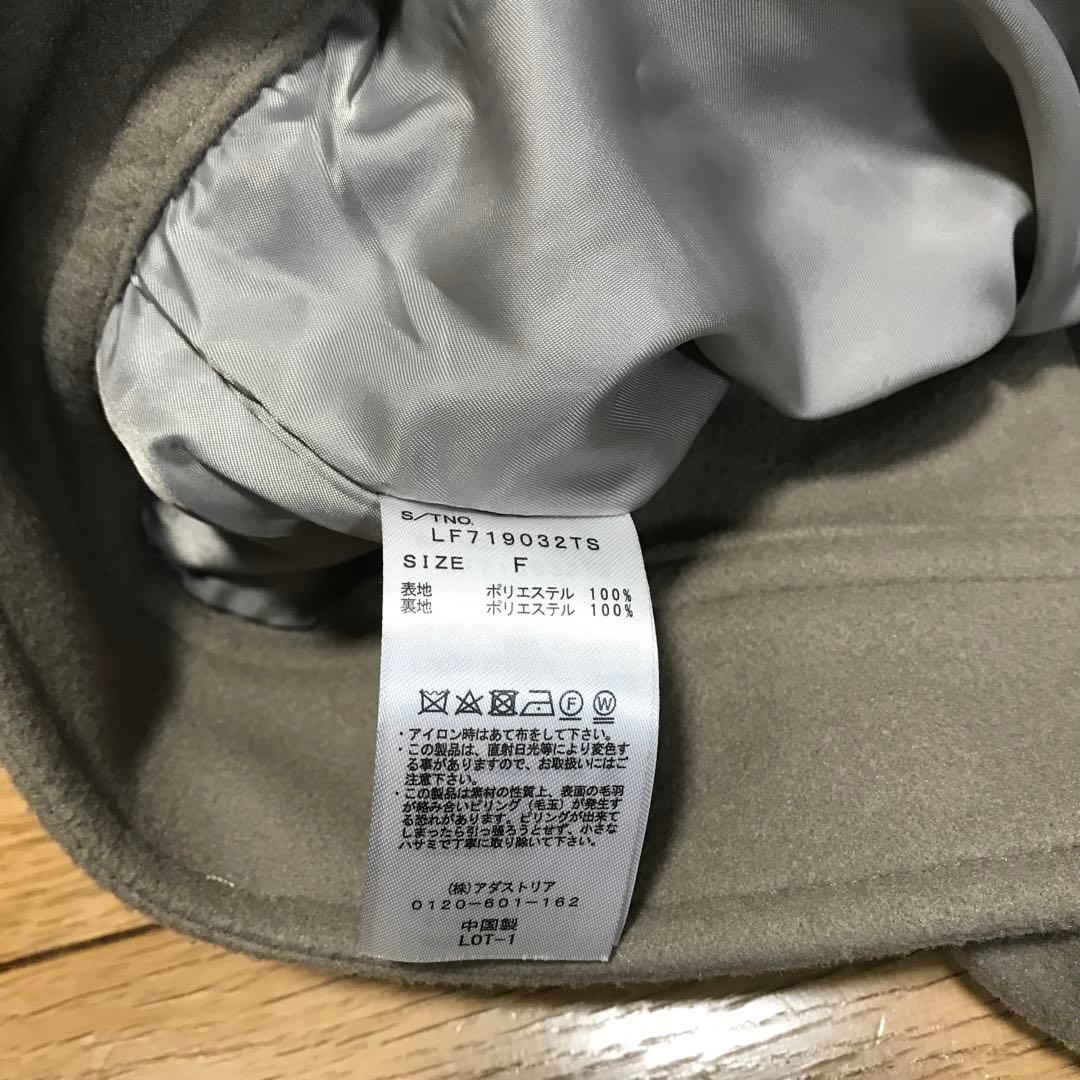 S/TNO.
LF719032TS
SIZE F
表地 ポリエステル 100%
裏地 ポリエステル 100%
F W
・アイロン時はあて布をして下さい。
・この製品は、直射日光等により変色す
る事がありますので、お取扱いにはご
注意下さい。
・この製品は素材の性質上、表面の毛羽
が絡み合いピリング(毛玉)が発生す
る恐れがあります。ピリングが出来て
しまったら引っ張ろうとせず、小さな
ハサミで丁寧に取り除いて下さい。
(株)アダストリア
0120-601-162
中国製
LOT-1